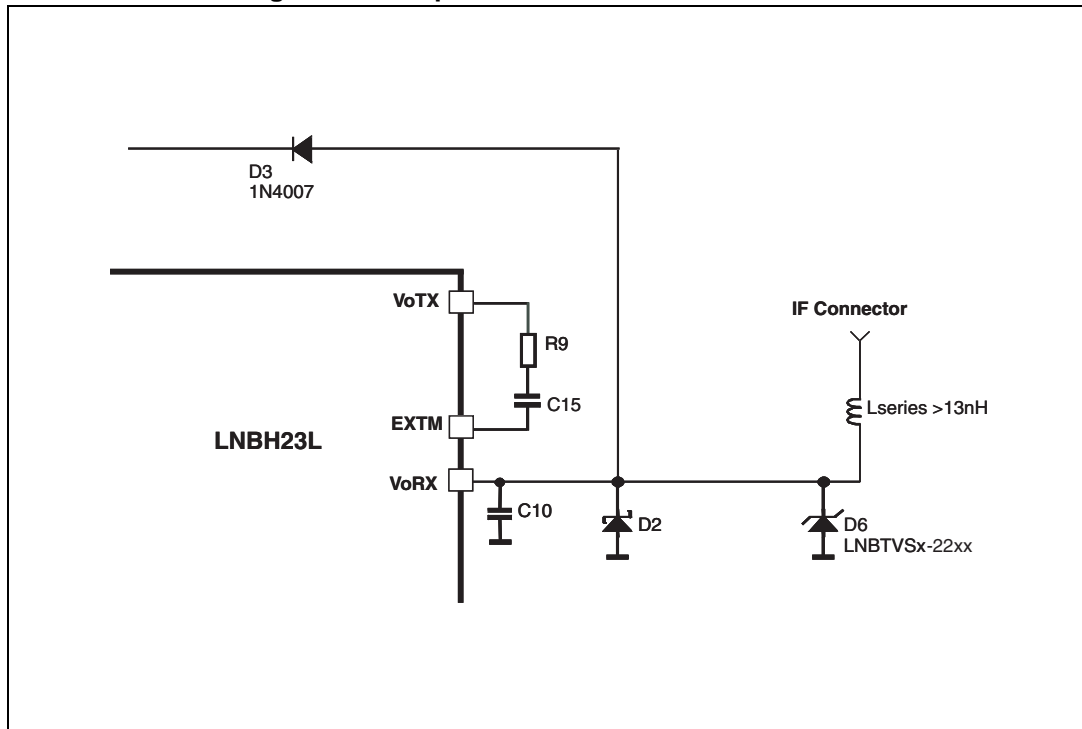 D3
1N4007
VoTX
R9
C15
EXTM
LNBH23L
VoRX
C10
D2
IF Connector
Lseries >13nH
D6
LNBTVSx-22xx